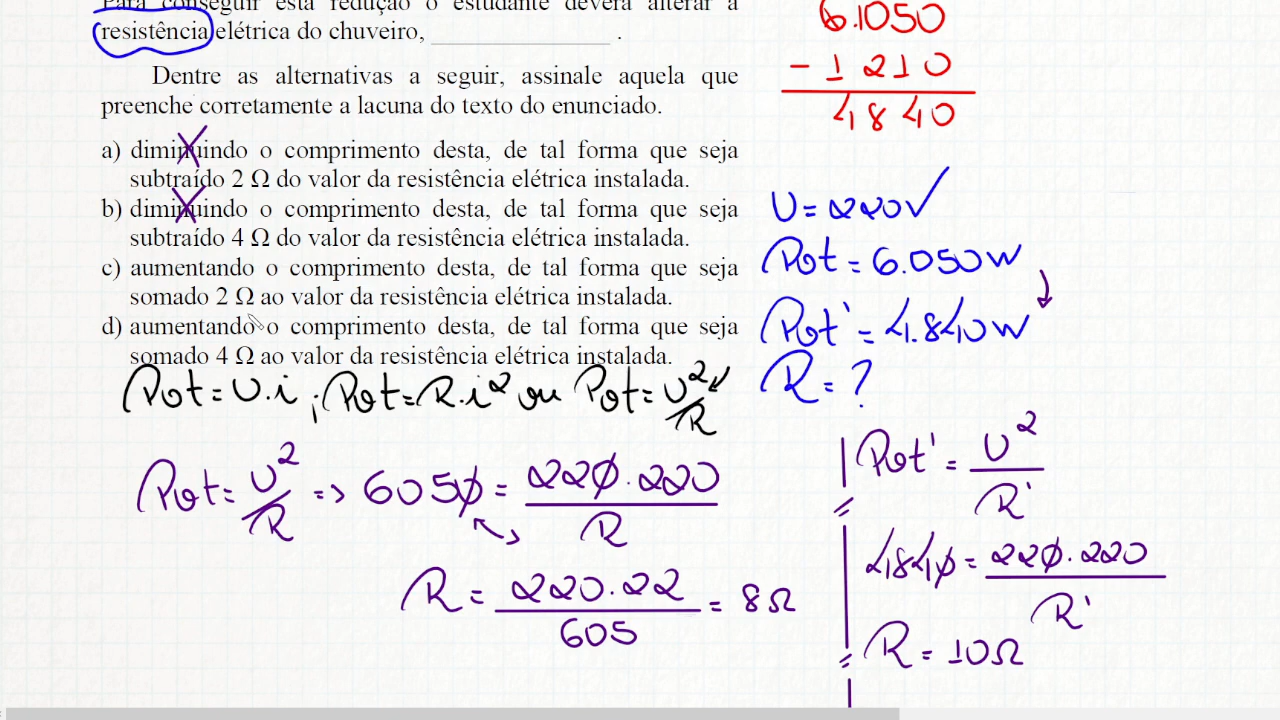 Para conseguir esta redução o estudante deverá alterar a
resistência elétrica do chuveiro, ____________________ .
Dentre as alternativas a seguir, assinale aquela que
preenche corretamente a lacuna do texto do enunciado.
a) diminuindo o comprimento desta, de tal forma que seja
subtraído 2 Ω do valor da resistência elétrica instalada.
b) diminuindo o comprimento desta, de tal forma que seja
subtraído 4 Ω do valor da resistência elétrica instalada.
c) aumentando o comprimento desta, de tal forma que seja
somado 2 Ω ao valor da resistência elétrica instalada.
d) aumentando o comprimento desta, de tal forma que seja
somado 4 Ω ao valor da resistência elétrica instalada.
6.1050
- 1210
4840
U = 220V
Pot = 6.050 W
Pot' = 4.840 W
R = ?
Pot = U.i ; Pot = R.i² ou Pot = U²/R
Pot = U²/R => 6050 = 220.220/R
R = 220.22/605 = 8Ω
Pot' = U²/R'
4840 = 220.220/R'
R = 10Ω